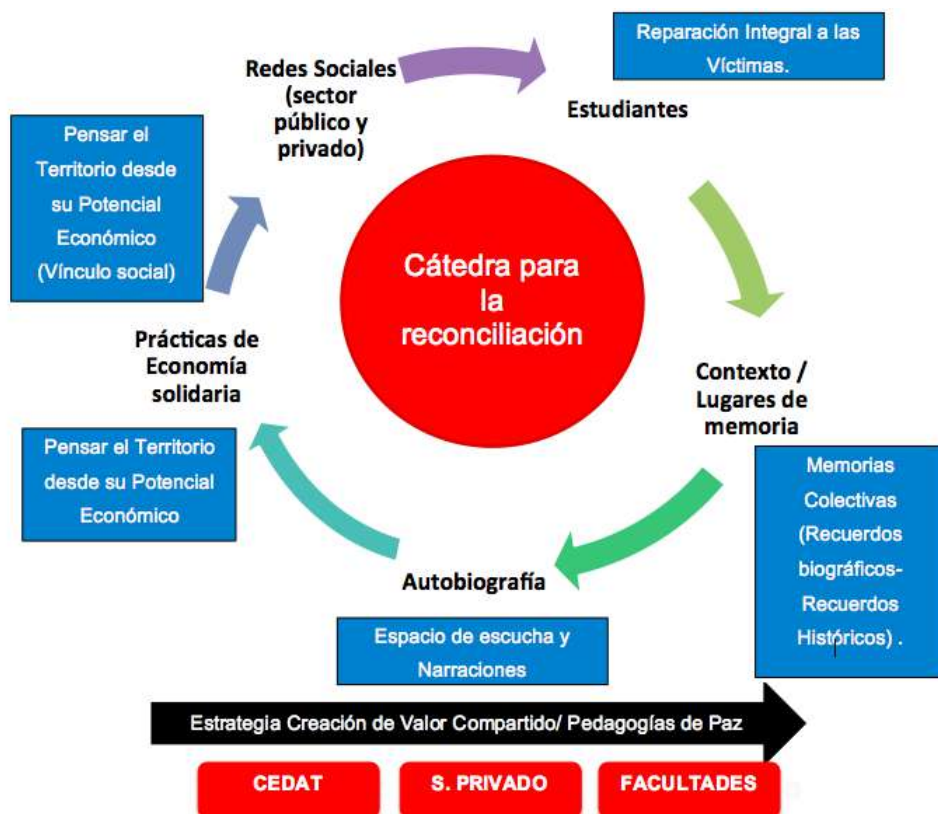 Redes Sociales
(sector
público y
privado)
Reparación Integral a las
Víctimas.
Estudiantes
Pensar el
Territorio desde
su Potencial
Económico
(Vínculo social)
Cátedra para
la
reconciliación
Prácticas de
Economía
solidaria
Contexto /
Lugares de
memoria
Pensar el Territorio
desde su Potencial
Económico
Memorias
Colectivas
(Recuerdos
biográficos-
Recuerdos
Históricos) .
Autobiografía
Espacio de escucha y
Narraciones
Estrategia Creación de Valor Compartido/ Pedagogías de Paz
CEDAT
S. PRIVADO
FACULTADES